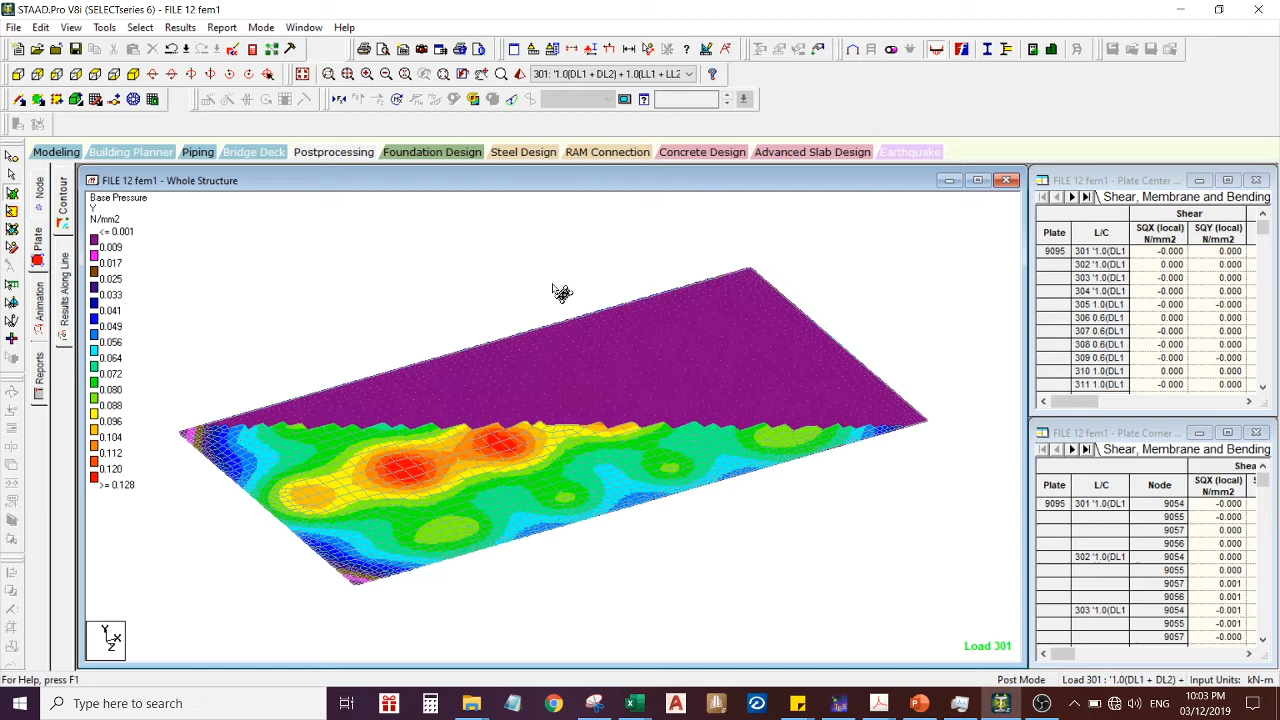 STAAD.Pro V8i (SELECTseries 6) - FILE 12 fem1
File Edit View Tools Select Results Report Mode Window Help
301: '1.0(DL1 + DL2) + 1.0(LL1 + LL2
Modeling Building Planner Piping Bridge Deck Postprocessing Foundation Design Steel Design RAM Connection Concrete Design Advanced Slab Design Earthquake
Node
Plate
Animation
Reports
Contour
Results Along Line
FILE 12 fem1 - Whole Structure
Base Pressure
Y
N/mm2
<= 0.001
0.009
0.017
0.025
0.033
0.041
0.049
0.056
0.064
0.072
0.080
0.088
0.096
0.104
0.112
0.120
>= 0.128
Y
X
Z
Load 301
FILE 12 fem1 - Plate Center
Shear, Membrane and Bending
Shear
Plate L/C SQX (local) N/mm2 SQY (local) N/mm2
9095 301 '1.0(DL1 -0.000 0.000
302 '1.0(DL1 0.000 0.000
303 '1.0(DL1 -0.000 0.000
304 '1.0(DL1 -0.000 0.000
305 1.0(DL1 -0.000 0.000
306 0.6(DL1 0.000 0.000
307 0.6(DL1 -0.000 0.000
308 0.6(DL1 -0.000 0.000
309 0.6(DL1 -0.000 0.000
310 1.0(DL1 0.000 0.000
311 1.0(DL1 -0.000 0.000
FILE 12 fem1 - Plate Corner
Shear, Membrane and Bending
Shea
Plate L/C Node SQX (local) N/mm2
9095 301 '1.0(DL1 9054 -0.000
9055 -0.000
9057 0.000
9056 0.000
302 '1.0(DL1 9054 0.000
9055 0.000
9057 0.001
9056 0.001
303 '1.0(DL1 9054 -0.001
9055 -0.001
9057 -0.000
For Help, press F1
Post Mode
Load 301 : '1.0(DL1 + DL2) +
Input Units: kN-m
Type here to search
ENG
10:03 PM
03/12/2019